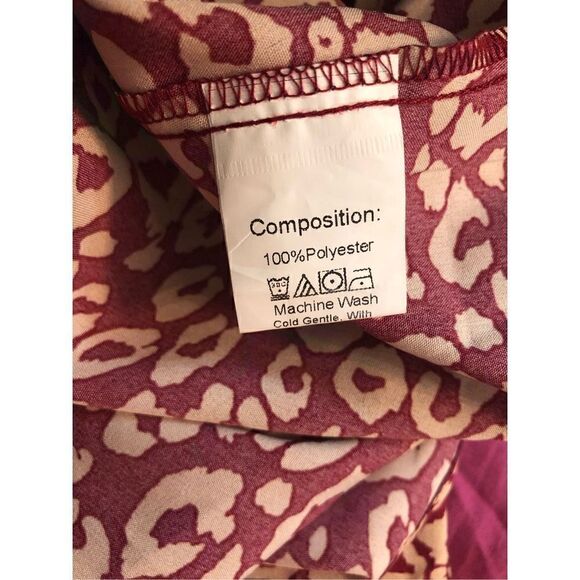 Composition:
100%Polyester
Machine Wash
Cold Gentle, With